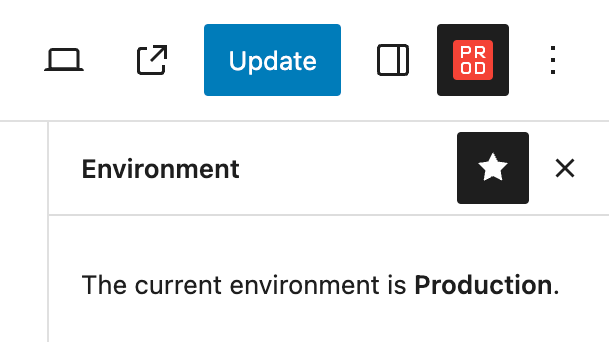 Update
PR
OD
Environment
The current environment is Production.